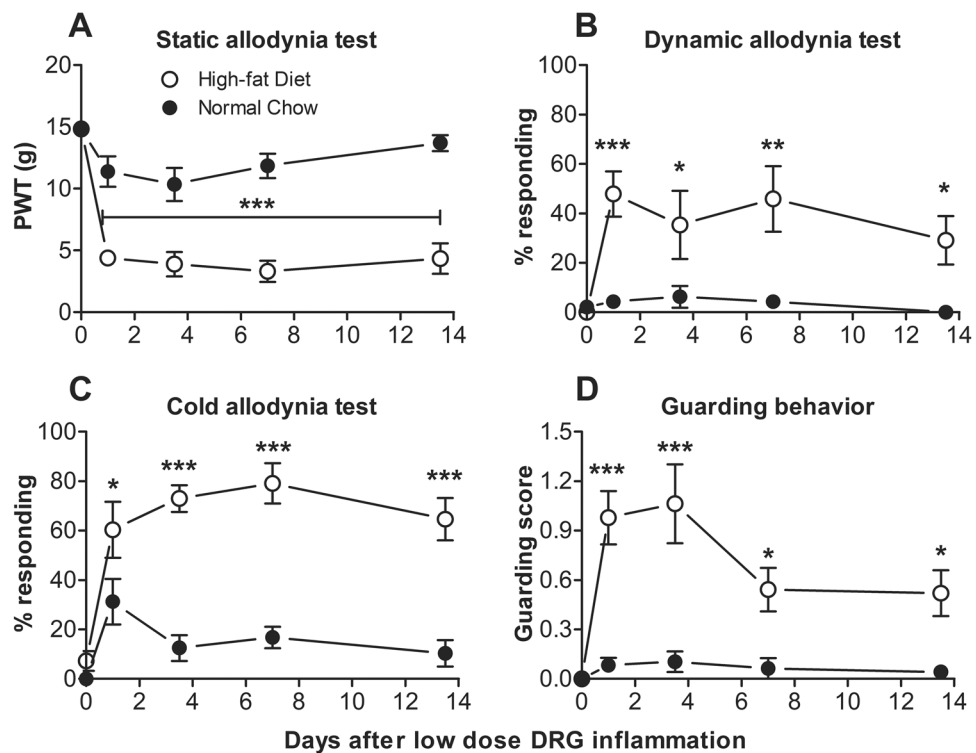 A
Static allodynia test
PWT (g)
20
15
10
5
0
High-fat Diet
Normal Chow
***
0 2 4 6 8 10 12 14
B
Dynamic allodynia test
% responding
100
80
60
40
20
0
*** * ** *
0 2 4 6 8 10 12 14
C
Cold allodynia test
% responding
100
80
60
40
20
0
* *** *** ***
0 2 4 6 8 10 12 14
D
Guarding behavior
Guarding score
1.5
1.2
0.9
0.6
0.3
0.0
*** *** * *
0 2 4 6 8 10 12 14
Days after low dose DRG inflammation